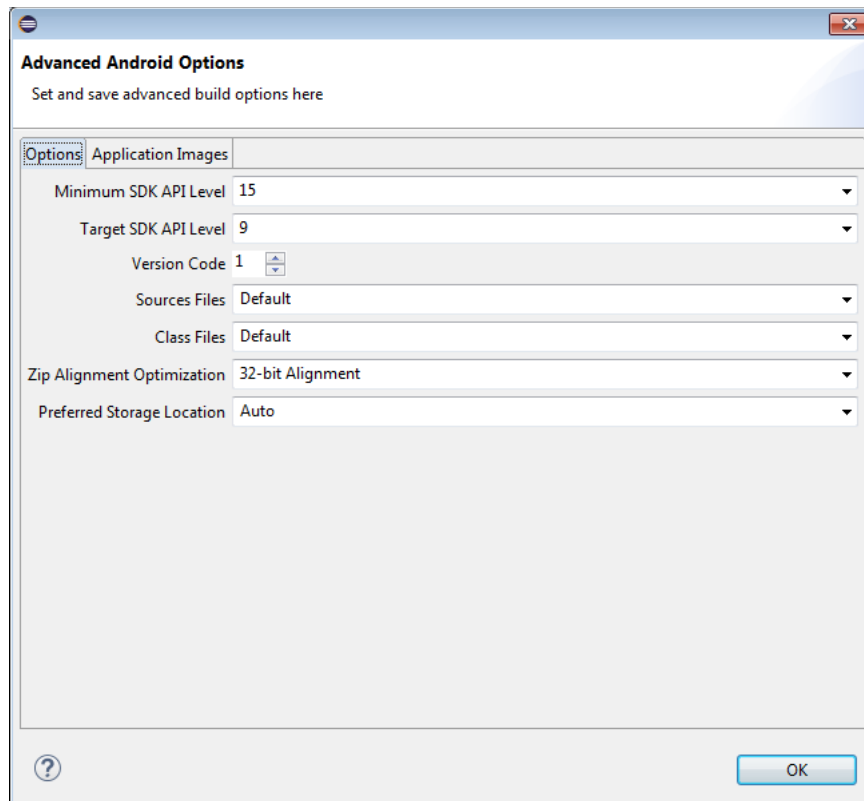 Advanced Android Options
Set and save advanced build options here
Options Application Images
Minimum SDK API Level 15
Target SDK API Level 9
Version Code 1
Sources Files Default
Class Files Default
Zip Alignment Optimization 32-bit Alignment
Preferred Storage Location Auto
?
OK